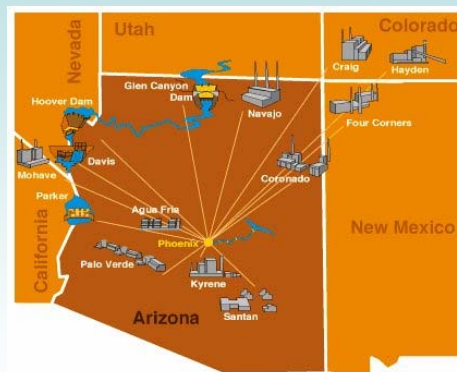 Nevada
Utah
Colorado
Craig
Hayden
Glen Canyon
Dam
Navajo
Hoover Dam
Four Corners
Mohave
Davis
Coronado
Parker
Agua Fria
Phoenix
New Mexico
California
Palo Verde
Kyrene
Santan
Arizona